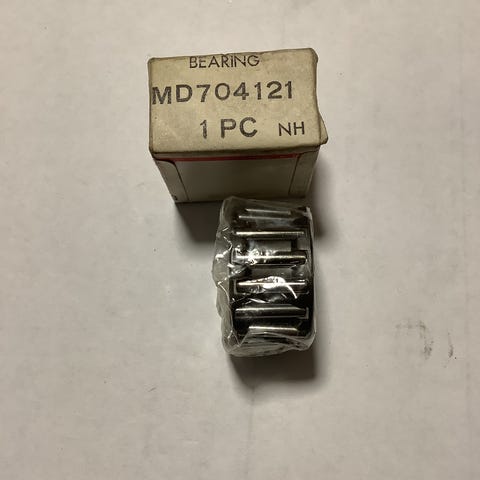 BEARING
MD704121
1 PC NH